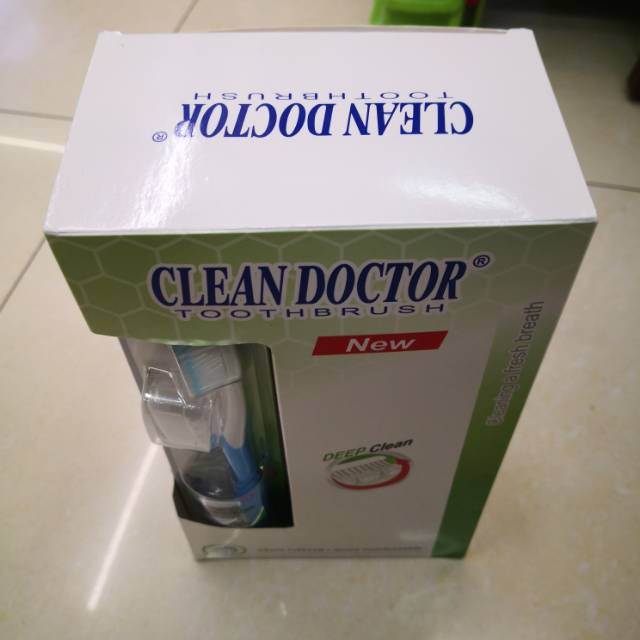 CLEAN DOCTOR®
TOOTHBRUSH
CLEAN DOCTOR®
TOOTHBRUSH
New
DEEP Clean
a fresh breath